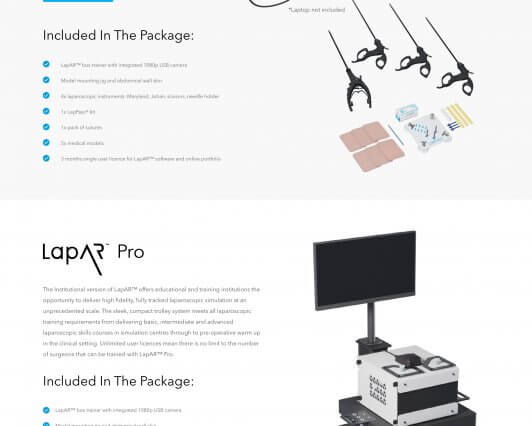 *Laptop not included
Included In The Package:
LapAR™ box trainer with integrated 1080p USB camera
Model mounting jig and abdominal wall skin
4x laparoscopic instruments: Maryland, Johan, scissors, needle holder
1x LapPass® kit
1x pack of sutures
5x medical models
3 months single user licence for LapAR™ software and online portfolio
LapAR™ Pro
The Institutional version of LapAR™ offers educational and training institutions the
opportunity to deliver high fidelity, fully tracked laparoscopic simulation at an
unprecedented scale. The sleek, compact trolley system meets all laparoscopic
training requirements from delivering basic, intermediate and advanced
laparoscopic skills courses in simulation centres through to pre-operative warm up
in the clinical setting. Unlimited user licences mean there is no limit to the number
of surgeons that can be trained with LapAR™ Pro.
Included In The Package:
LapAR™ box trainer with integrated 1080p USB camera